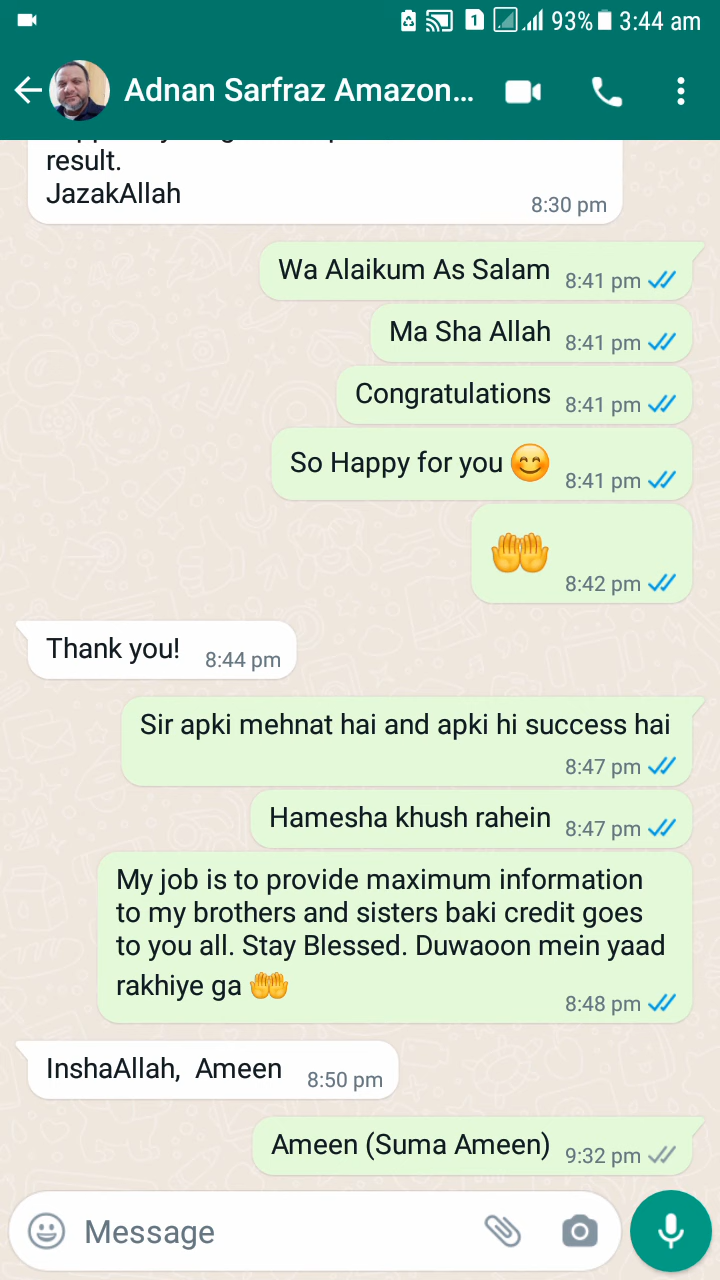 1 93% 3:44 am
Adnan Sarfraz Amazon...
result.
JazakAllah
8:30 pm
Wa Alaikum As Salam 8:41 pm
Ma Sha Allah 8:41 pm
Congratulations 8:41 pm
So Happy for you 😊 8:41 pm
🤲 8:42 pm
Thank you! 8:44 pm
Sir apki mehnat hai and apki hi success hai
8:47 pm
Hamesha khush rahein 8:47 pm
My job is to provide maximum information
to my brothers and sisters baki credit goes
to you all. Stay Blessed. Duwaoon mein yaad
rakhiye ga 🤲
8:48 pm
InshaAllah, Ameen 8:50 pm
Ameen (Suma Ameen) 9:32 pm
Message